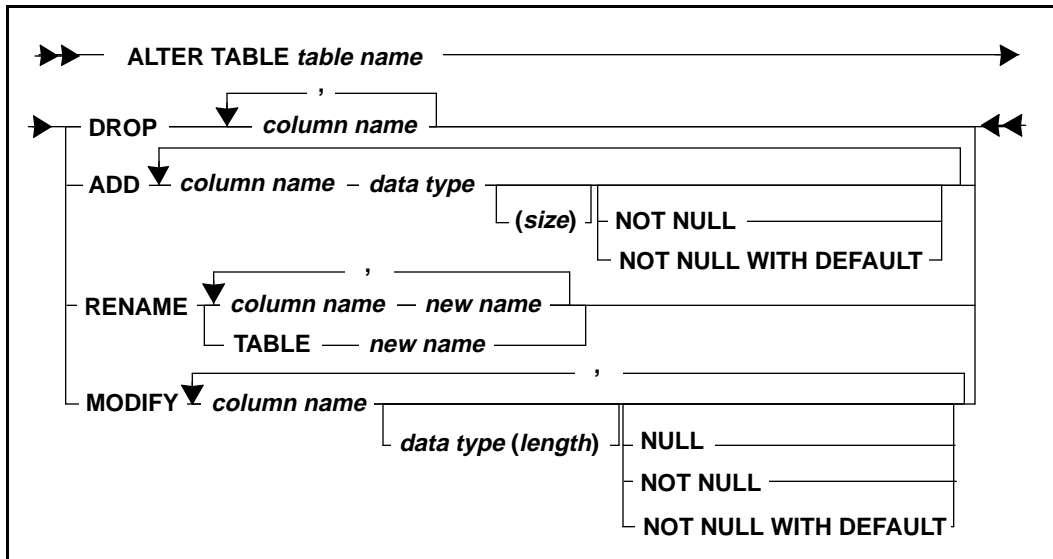 ALTER TABLE table name
,
DROP column name
ADD column name data type
(size) NOT NULL
NOT NULL WITH DEFAULT
,
RENAME column name new name
TABLE new name
,
MODIFY column name
data type (length) NULL
NOT NULL
NOT NULL WITH DEFAULT